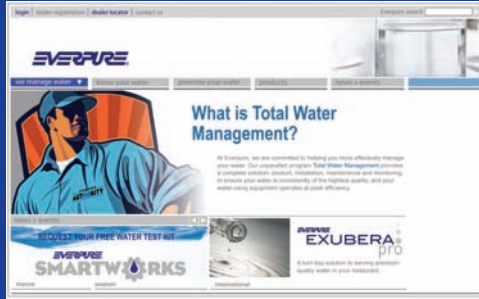 login | dealer registration | dealer locator | contact us
Everpure search
EVERPURE.
we manage water
know your water
promote your water
products
news & events
What is Total Water
Management?
At Everpure, we are committed to helping you more effectively manage
your water. Our unparalleled program Total Water Management provides
a complete solution: product, installation, maintenance and monitoring,
to ensure your water is consistently of the highest quality, and your
water-using equipment operates at peak efficiency.
AUTHORITY
news & events
REQUEST YOUR FREE WATER TEST KIT
EVERPURE
SMARTWORKS
EVERPURE
EXUBERA
pro
A turn-key solution to serving premium-
quality water in your restaurant.
international